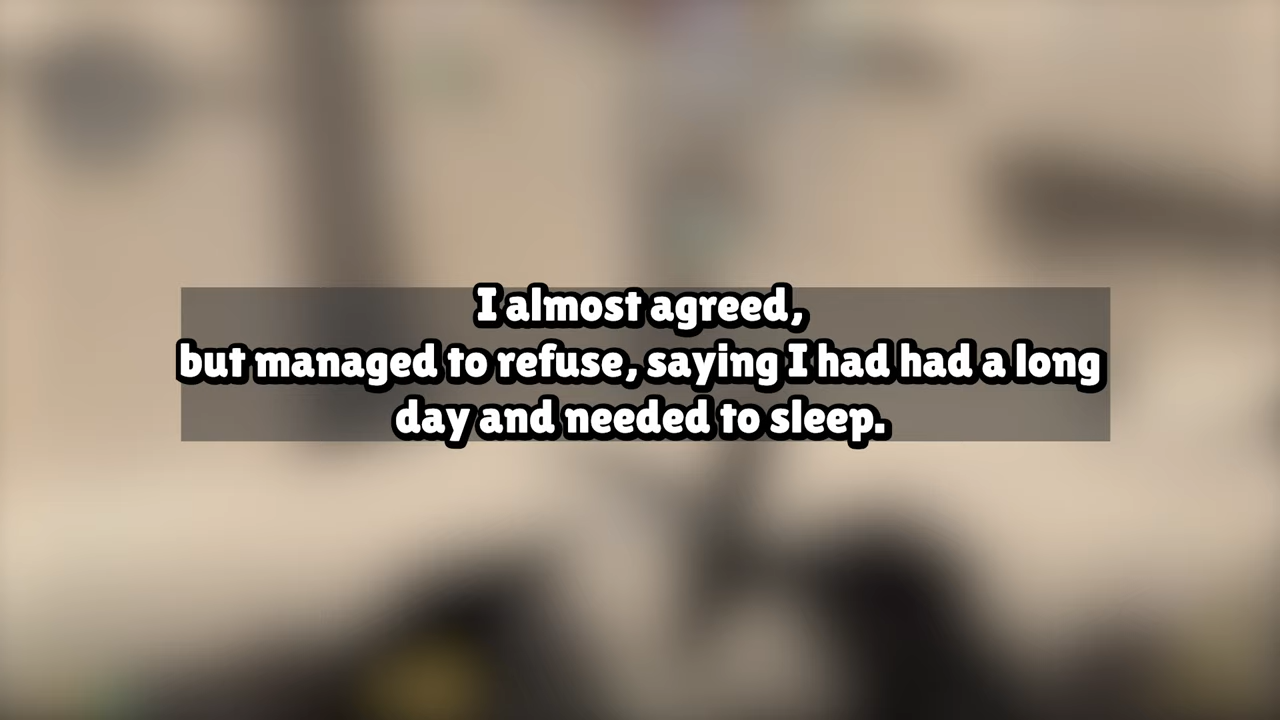 I almost agreed,
but managed to refuse, saying I had had a long
day and needed to sleep.